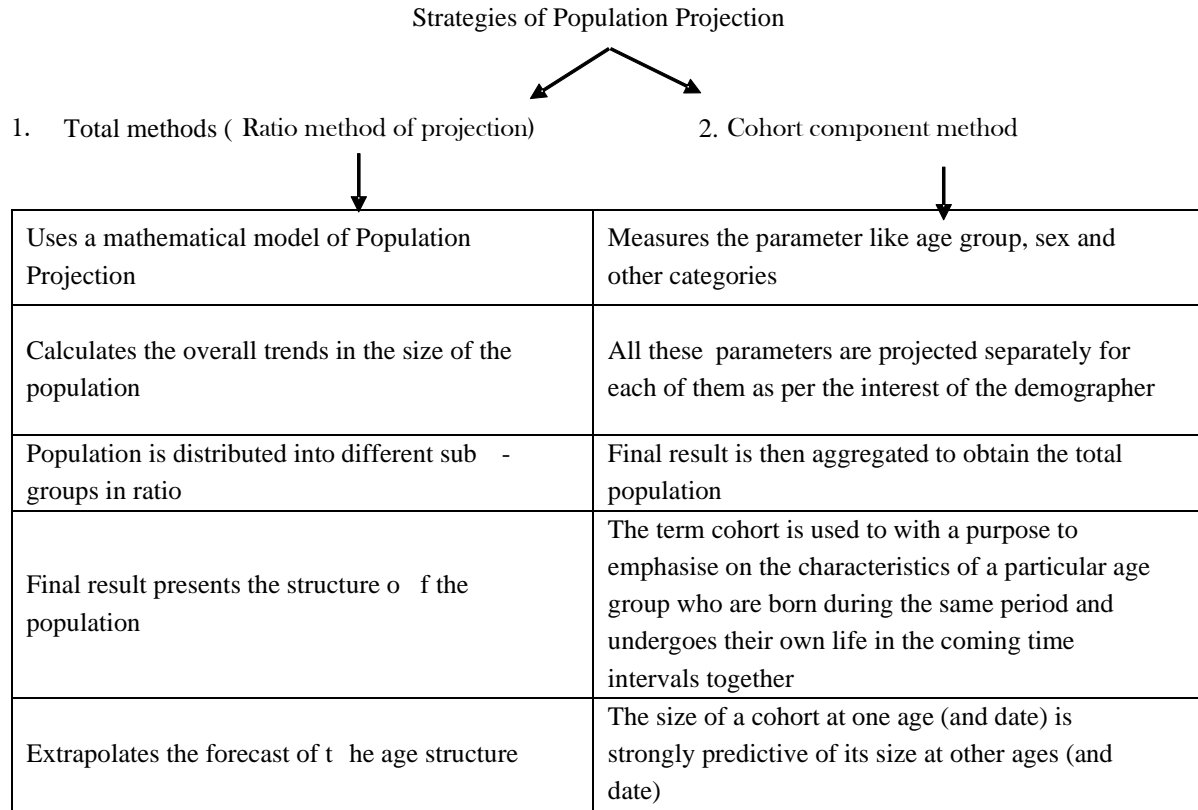 Strategies of Population Projection
1. Total methods ( Ratio method of projection)
2. Cohort component method
Uses a mathematical model of Population
Projection
Measures the parameter like age group, sex and
other categories
Calculates the overall trends in the size of the
population
All these parameters are projected separately for
each of them as per the interest of the demographer
Population is distributed into different sub -
groups in ratio
Final result is then aggregated to obtain the total
population
Final result presents the structure o f the
population
The term cohort is used to with a purpose to
emphasise on the characteristics of a particular age
group who are born during the same period and
undergoes their own life in the coming time
intervals together
Extrapolates the forecast of t he age structure
The size of a cohort at one age (and date) is
strongly predictive of its size at other ages (and
date)